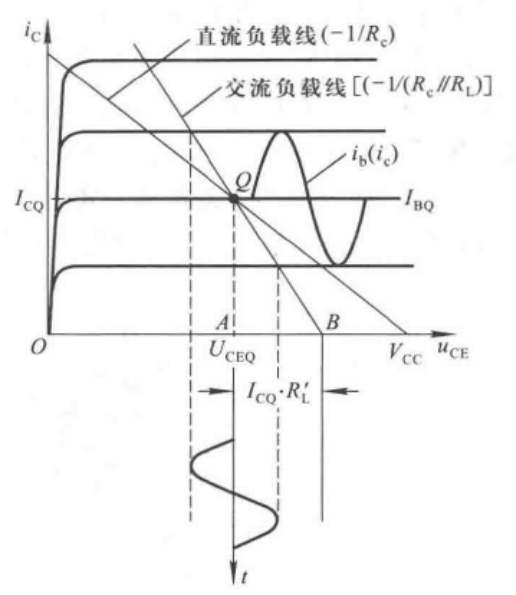 i_C
直流负载线(-1/R_c)
交流负载线[(-1/(R_c//R_L)]
i_b(i_c)
Q
I_CQ
I_BQ
O
A
B
U_CEQ
V_CC
u_CE
I_CQ·R'_L
t